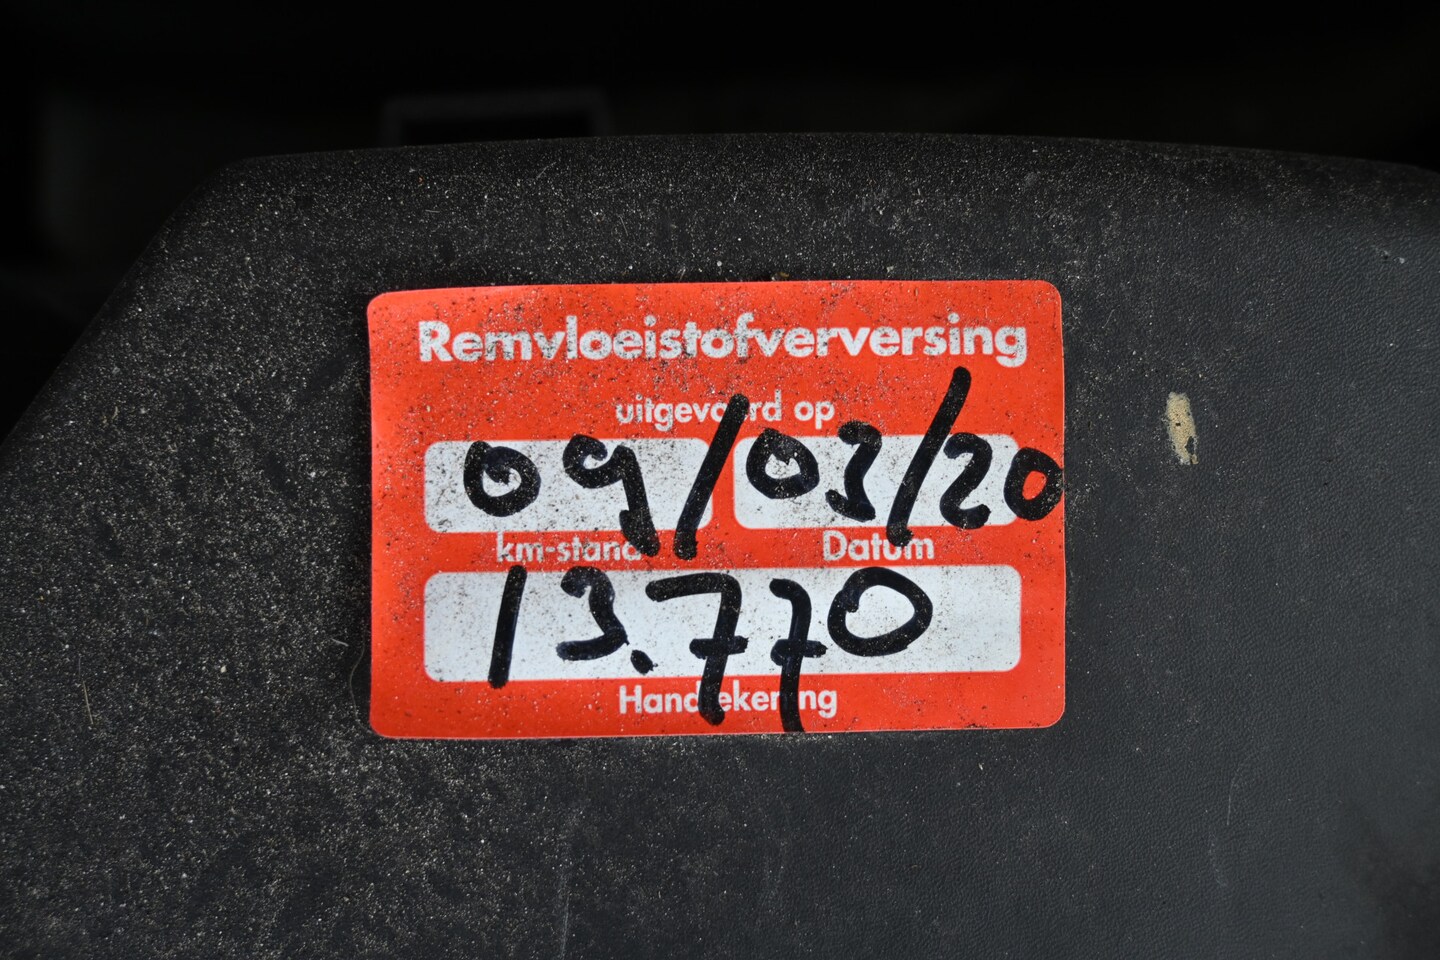 Remvloeistofverversing
uitgevoerd op
09/03/20
km-stand Datum
13.770
Handtekening